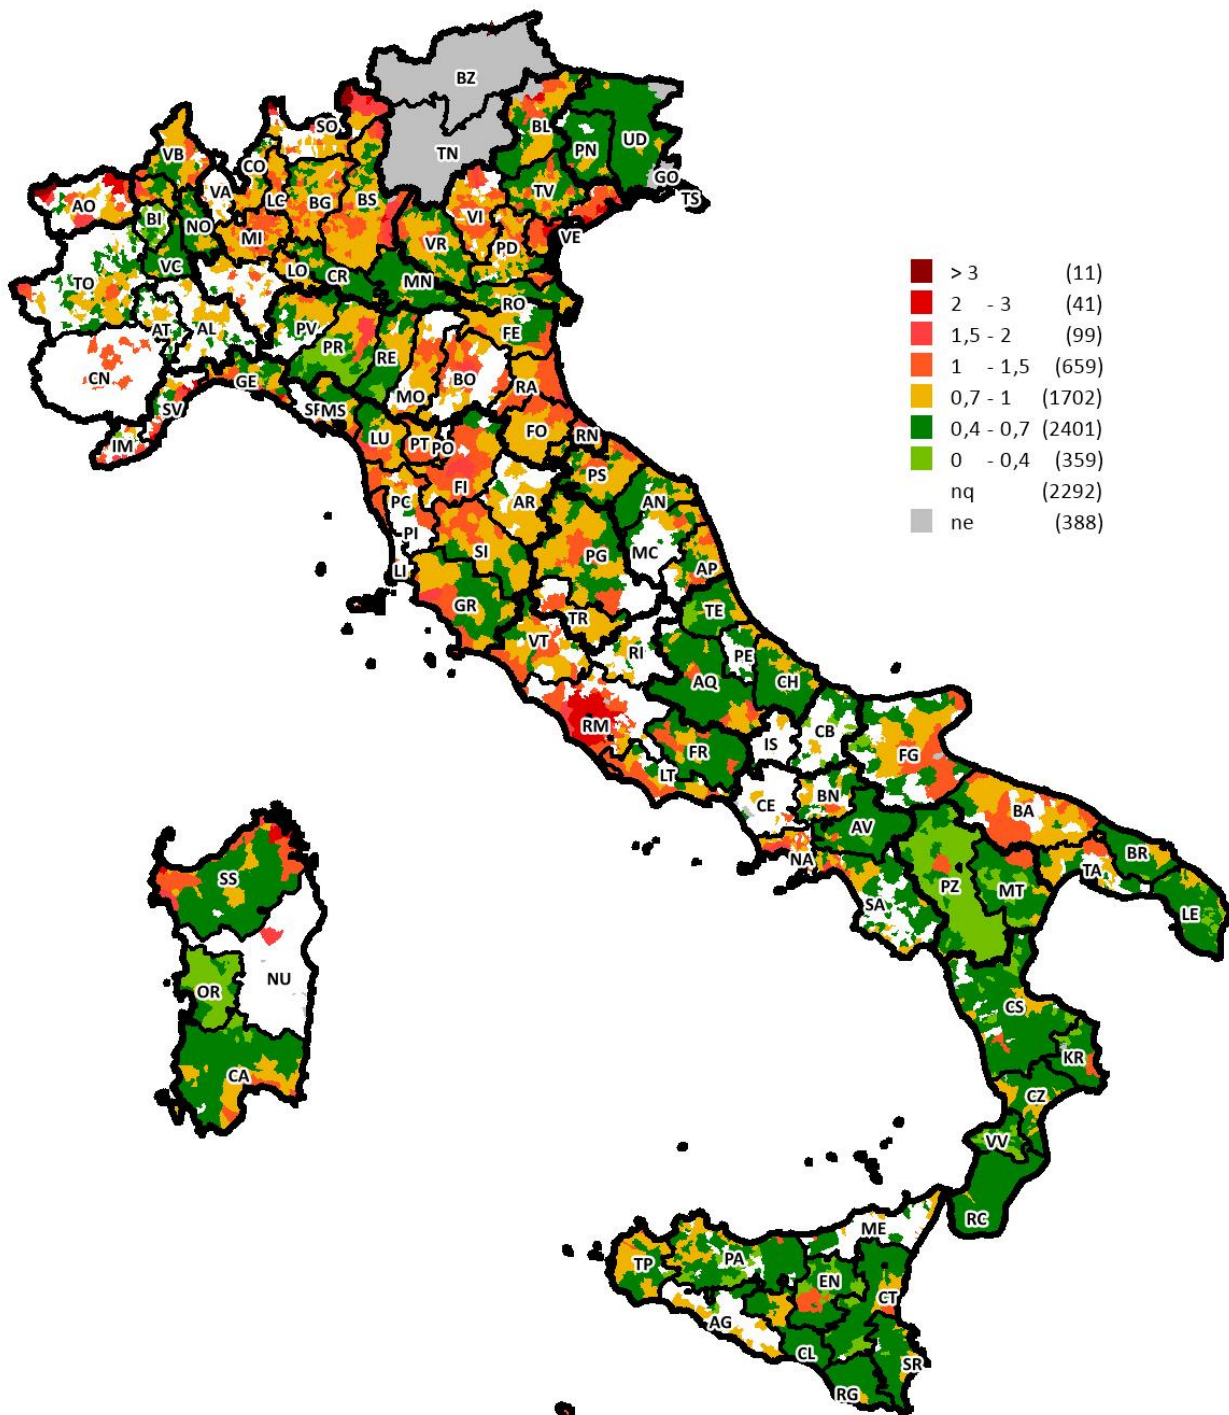 BZ
SO
BL
UD
PN
TN
VB
GO
CO
VA
TV
TS
AO
LC
BS
BG
BI
VI
NO
MI
VE
VR
PD
> 3 (11)
VC
LO
CR
TO
MN
2 - 3 (41)
RO
AT
AL
PV
FE
1,5 - 2 (99)
PR
RE
1 - 1,5 (659)
CN
GE
MO
BO
RA
0,7 - 1 (1702)
SV
MS
0,4 - 0,7 (2401)
LU
PT
PO
FO
RN
IM
0 - 0,4 (359)
PS
FI
nq (2292)
PC
AR
AN
ne (388)
PI
SI
PG
MC
LI
AP
GR
TE
TR
VT
RI
PE
AQ
CH
RM
CB
IS
FR
FG
LT
CE
BN
BA
AV
NA
BR
TA
SS
PZ
MT
SA
LE
NU
OR
CS
KR
CA
CZ
VV
RC
ME
TP
PA
EN
CT
AG
CL
SR
RG